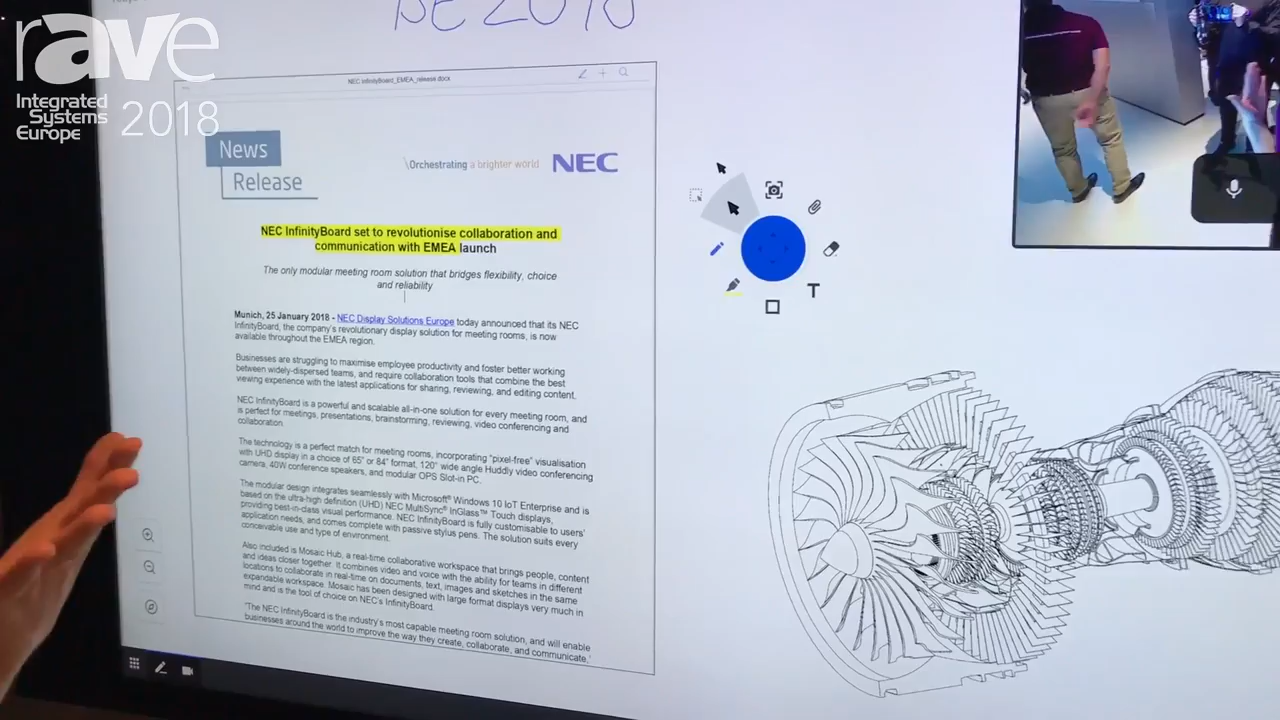 rave
Integrated
Systems
Europe 2018
ISE 2018
NEC InfinityBoard_EMEA_release.docx
News
Release
\Orchestrating a brighter world NEC
NEC InfinityBoard set to revolutionise collaboration and
communication with EMEA launch
The only modular meeting room solution that bridges flexibility, choice
and reliability
Munich, 25 January 2018 - NEC Display Solutions Europe today announced that its NEC
InfinityBoard, the company's revolutionary display solution for meeting rooms, is now
available throughout the EMEA region.
Businesses are struggling to maximise employee productivity and foster better working
between widely-dispersed teams, and require collaboration tools that combine the best
viewing experience with the latest applications for sharing, reviewing, and editing content.
NEC InfinityBoard is a powerful and scalable all-in-one solution for every meeting room, and
is perfect for meetings, presentations, brainstorming, reviewing, video conferencing and
collaboration.
The technology is a perfect match for meeting rooms, incorporating "pixel-free" visualisation
with UHD display in a choice of 65" or 84" format, 120° wide angle Huddly video conferencing
camera, 40W conference speakers, and modular OPS Slot-in PC.
The modular design integrates seamlessly with Microsoft® Windows 10 IoT Enterprise and is
based on the ultra-high definition (UHD) NEC MultiSync® InGlass™ Touch displays,
providing best-in-class visual performance. NEC InfinityBoard is fully customisable to users'
application needs, and comes complete with passive stylus pens. The solution suits every
conceivable use and type of environment.
Also included is Mosaic Hub, a real-time collaborative workspace that brings people, content
and ideas closer together. It combines video and voice with the ability for teams in different
locations to collaborate in real-time on documents, text, images and sketches in the same
expandable workspace. Mosaic has been designed with large format displays very much in
mind and is the tool of choice on NEC's InfinityBoard.
"The NEC InfinityBoard is the industry's most capable meeting room solution, and will enable
businesses around the world to improve the way they create, collaborate, and communicate,"
T